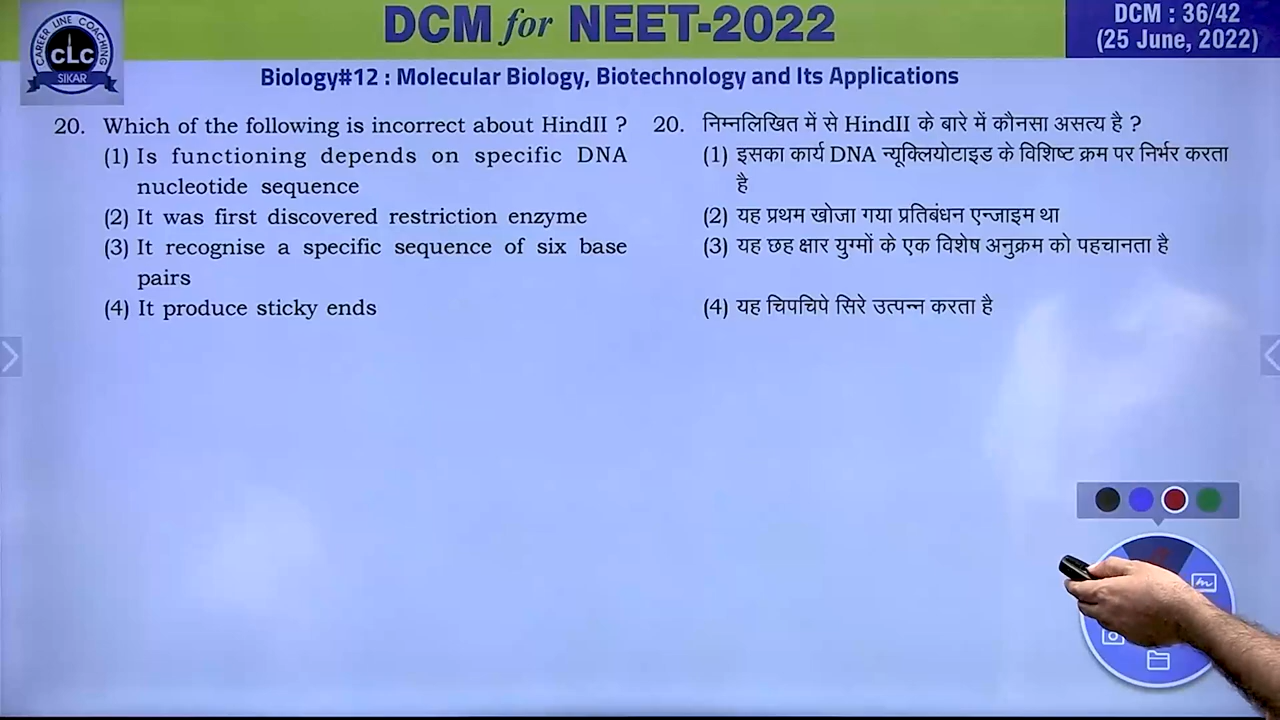 DCM for NEET-2022
DCM : 36/42
(25 June, 2022)
CAREER LINE COACHING
CLC
SIKAR
Biology#12 : Molecular Biology, Biotechnology and Its Applications
20. Which of the following is incorrect about HindII ?
(1) Is functioning depends on specific DNA
nucleotide sequence
(2) It was first discovered restriction enzyme
(3) It recognise a specific sequence of six base
pairs
(4) It produce sticky ends
20. निम्नलिखित में से HindII के बारे में कौनसा असत्य है ?
(1) इसका कार्य DNA न्यूक्लियोटाइड के विशिष्ट क्रम पर निर्भर करता
है
(2) यह प्रथम खोजा गया प्रतिबंधन एन्जाइम था
(3) यह छह क्षार युग्मों के एक विशेष अनुक्रम को पहचानता है
(4) यह चिपचिपे सिरे उत्पन्न करता है